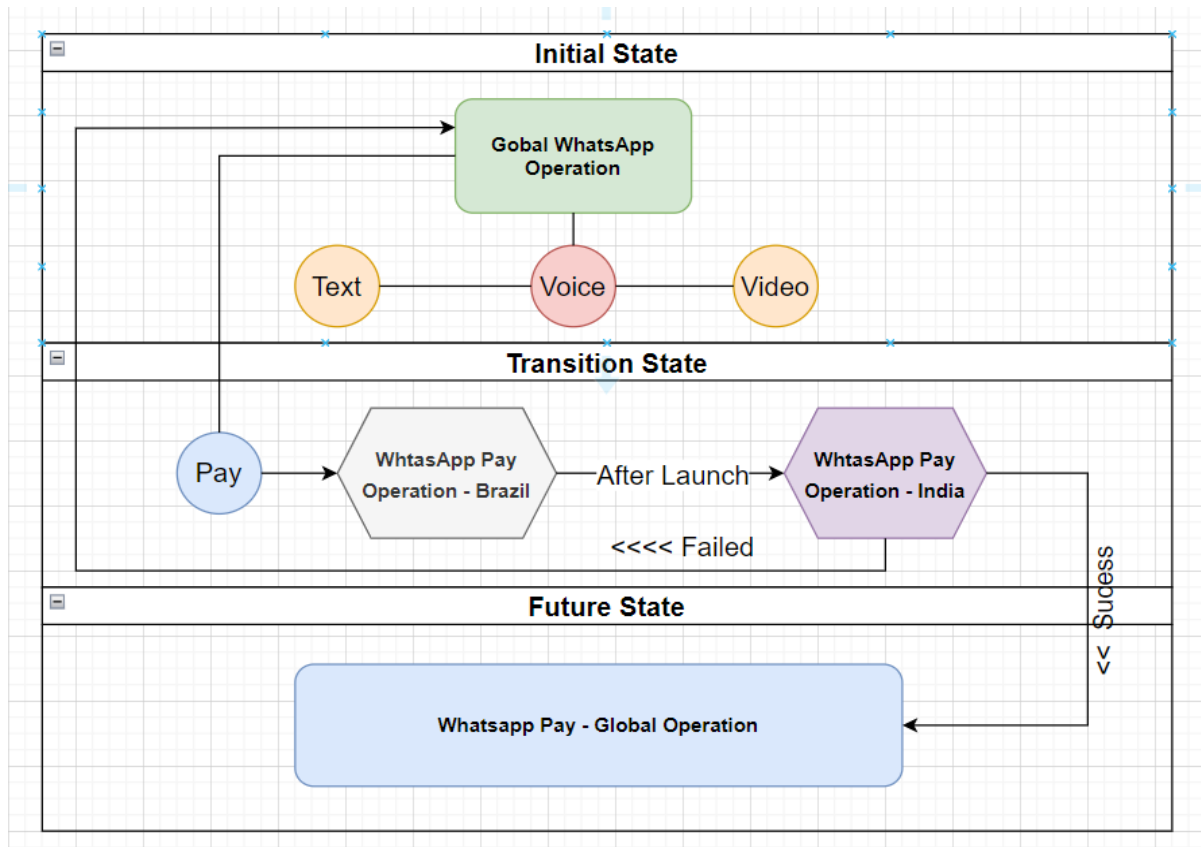 Initial State
Gobal WhatsApp
Operation
Text
Voice
Video
Transition State
Pay
WhtasApp Pay
Operation - Brazil
After Launch
WhtasApp Pay
Operation - India
<<<< Failed
<< Sucess
Future State
Whatsapp Pay - Global Operation